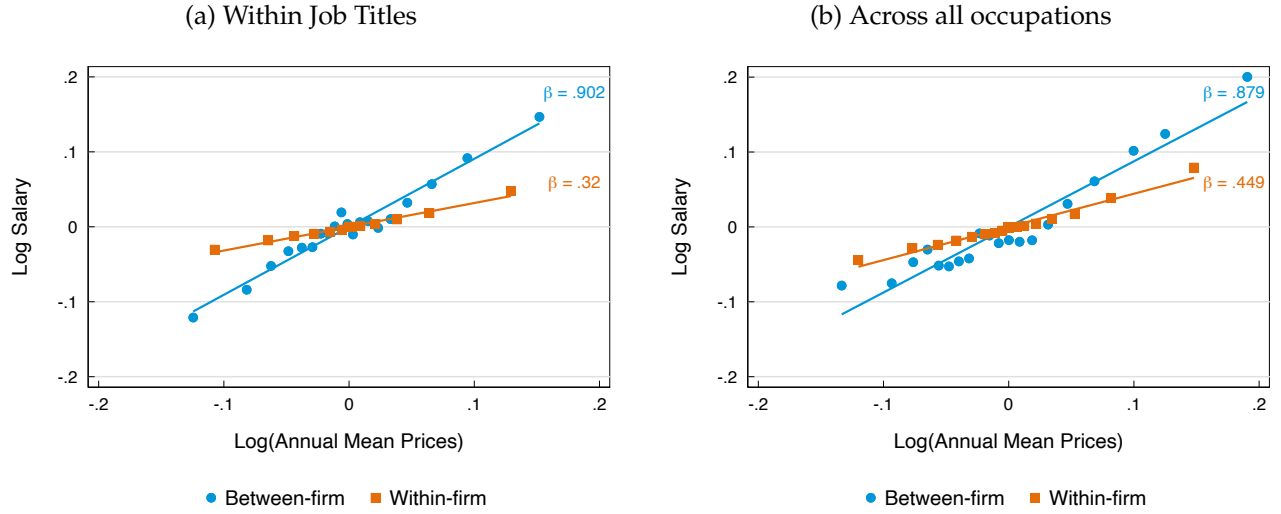 (a) Within Job Titles
.2
.1
0
-.1
-.2
Log Salary
β = .902
β = .32
-.2 -.1 0 .1 .2
Log(Annual Mean Prices)
Between-firm Within-firm
(b) Across all occupations
.2
.1
0
-.1
-.2
Log Salary
β = .879
β = .449
-.2 -.1 0 .1 .2
Log(Annual Mean Prices)
Between-firm Within-firm